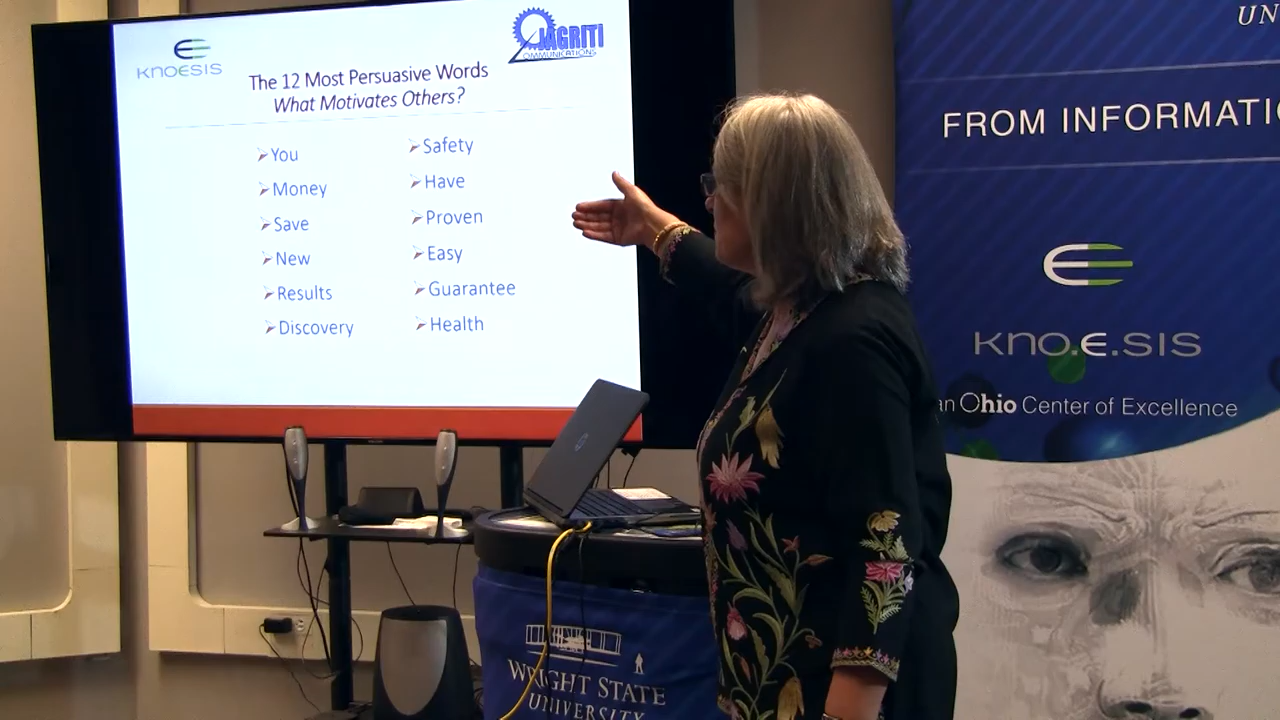 KNOESIS
JAGRITI
COMMUNICATIONS
The 12 Most Persuasive Words
What Motivates Others?
You
Money
Save
New
Results
Discovery
Safety
Have
Proven
Easy
Guarantee
Health
WRIGHT STATE
UNIVERSITY
UN
FROM INFORMATI
KNO.E.SIS
an Ohio Center of Excellence